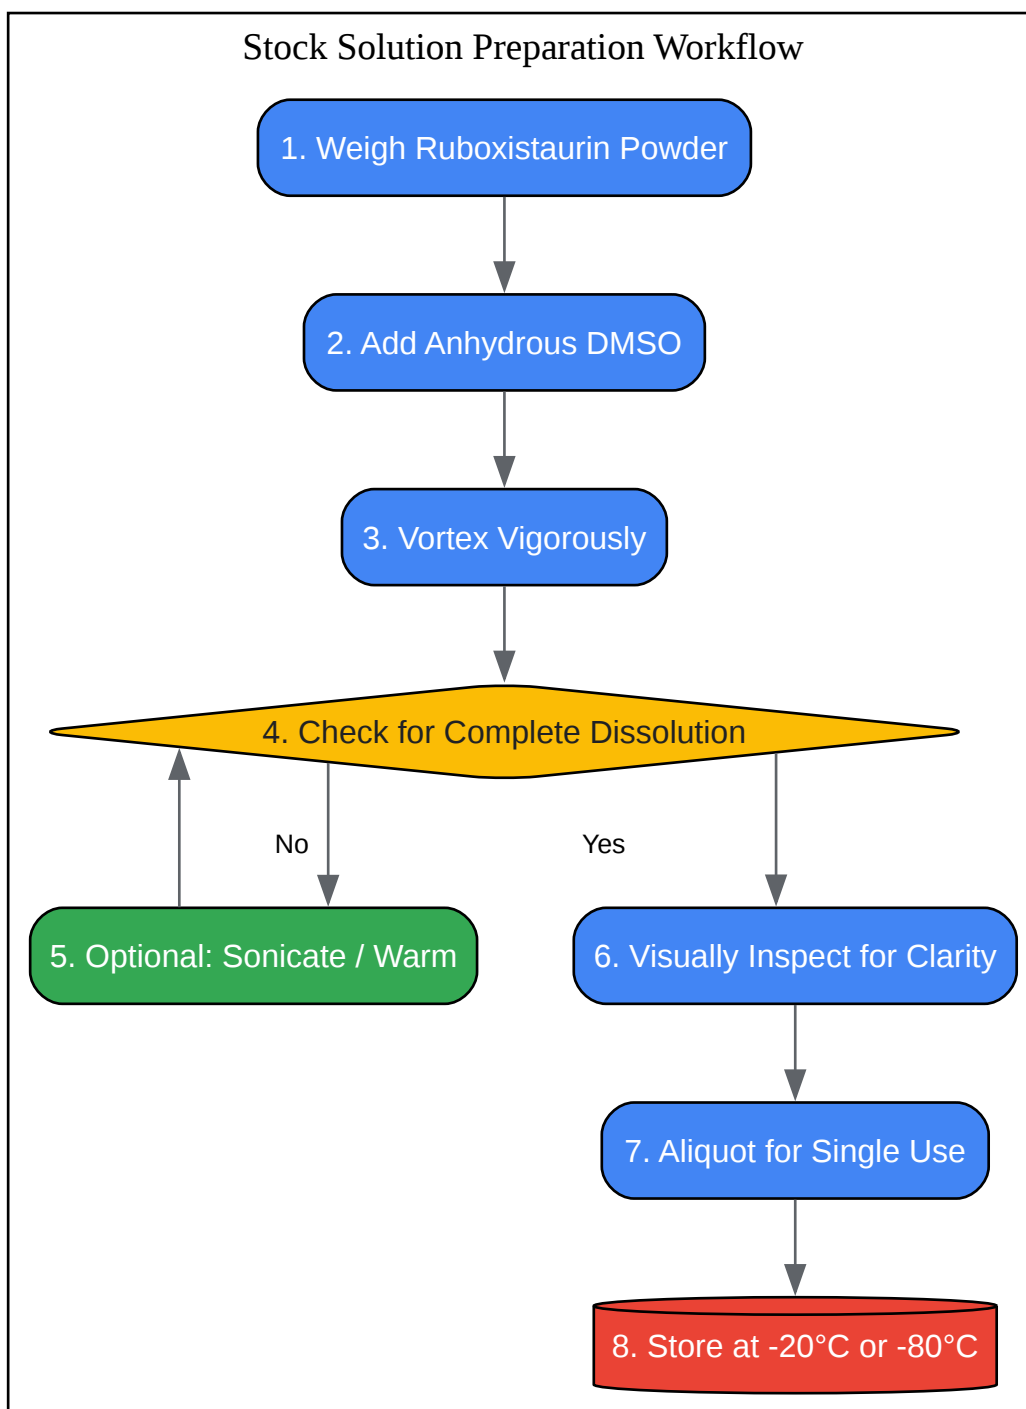 Stock Solution Preparation Workflow
1. Weigh Ruboxistaurin Powder
2. Add Anhydrous DMSO
3. Vortex Vigorously
4. Check for Complete Dissolution
No
Yes
5. Optional: Sonicate / Warm
6. Visually Inspect for Clarity
7. Aliquot for Single Use
8. Store at -20°C or -80°C